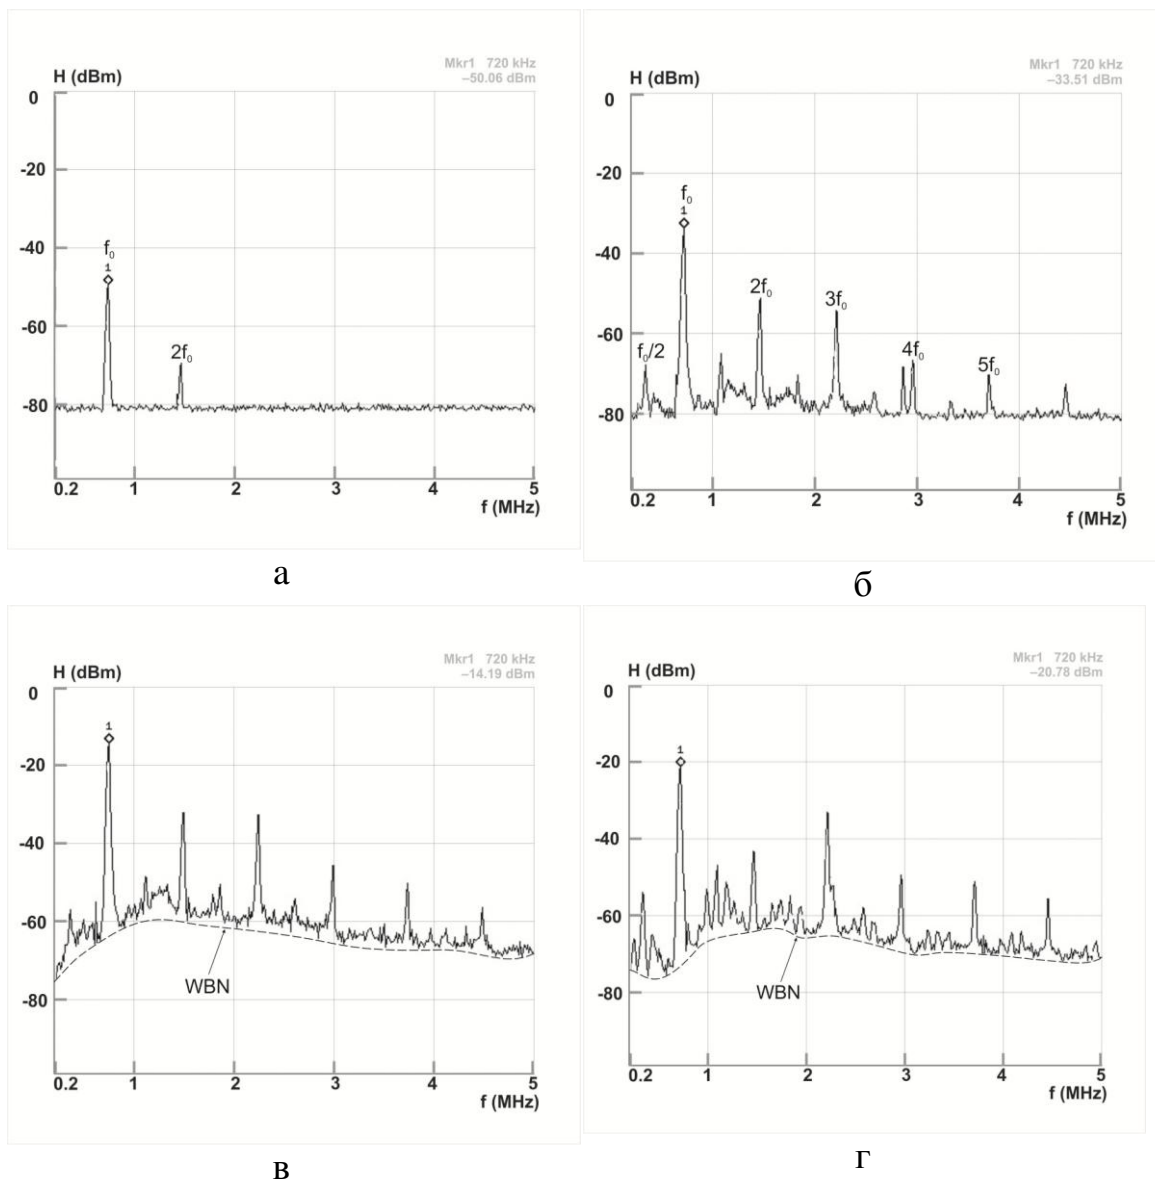 Mkr1 720 kHz
–50.06 dBm
H (dBm)
0
-20
-40
-60
-80
f₀
1
2f₀
0.2 1 2 3 4 5
f (MHz)
а
Mkr1 720 kHz
–33.51 dBm
H (dBm)
0
-20
-40
-60
-80
f₀
1
f₀/2
2f₀
3f₀
4f₀
5f₀
0.2 1 2 3 4 5
f (MHz)
б
Mkr1 720 kHz
–14.19 dBm
H (dBm)
0
-20
-40
-60
-80
1
WBN
0.2 1 2 3 4 5
f (MHz)
в
Mkr1 720 kHz
–20.78 dBm
H (dBm)
0
-20
-40
-60
-80
1
WBN
0.2 1 2 3 4 5
f (MHz)
г